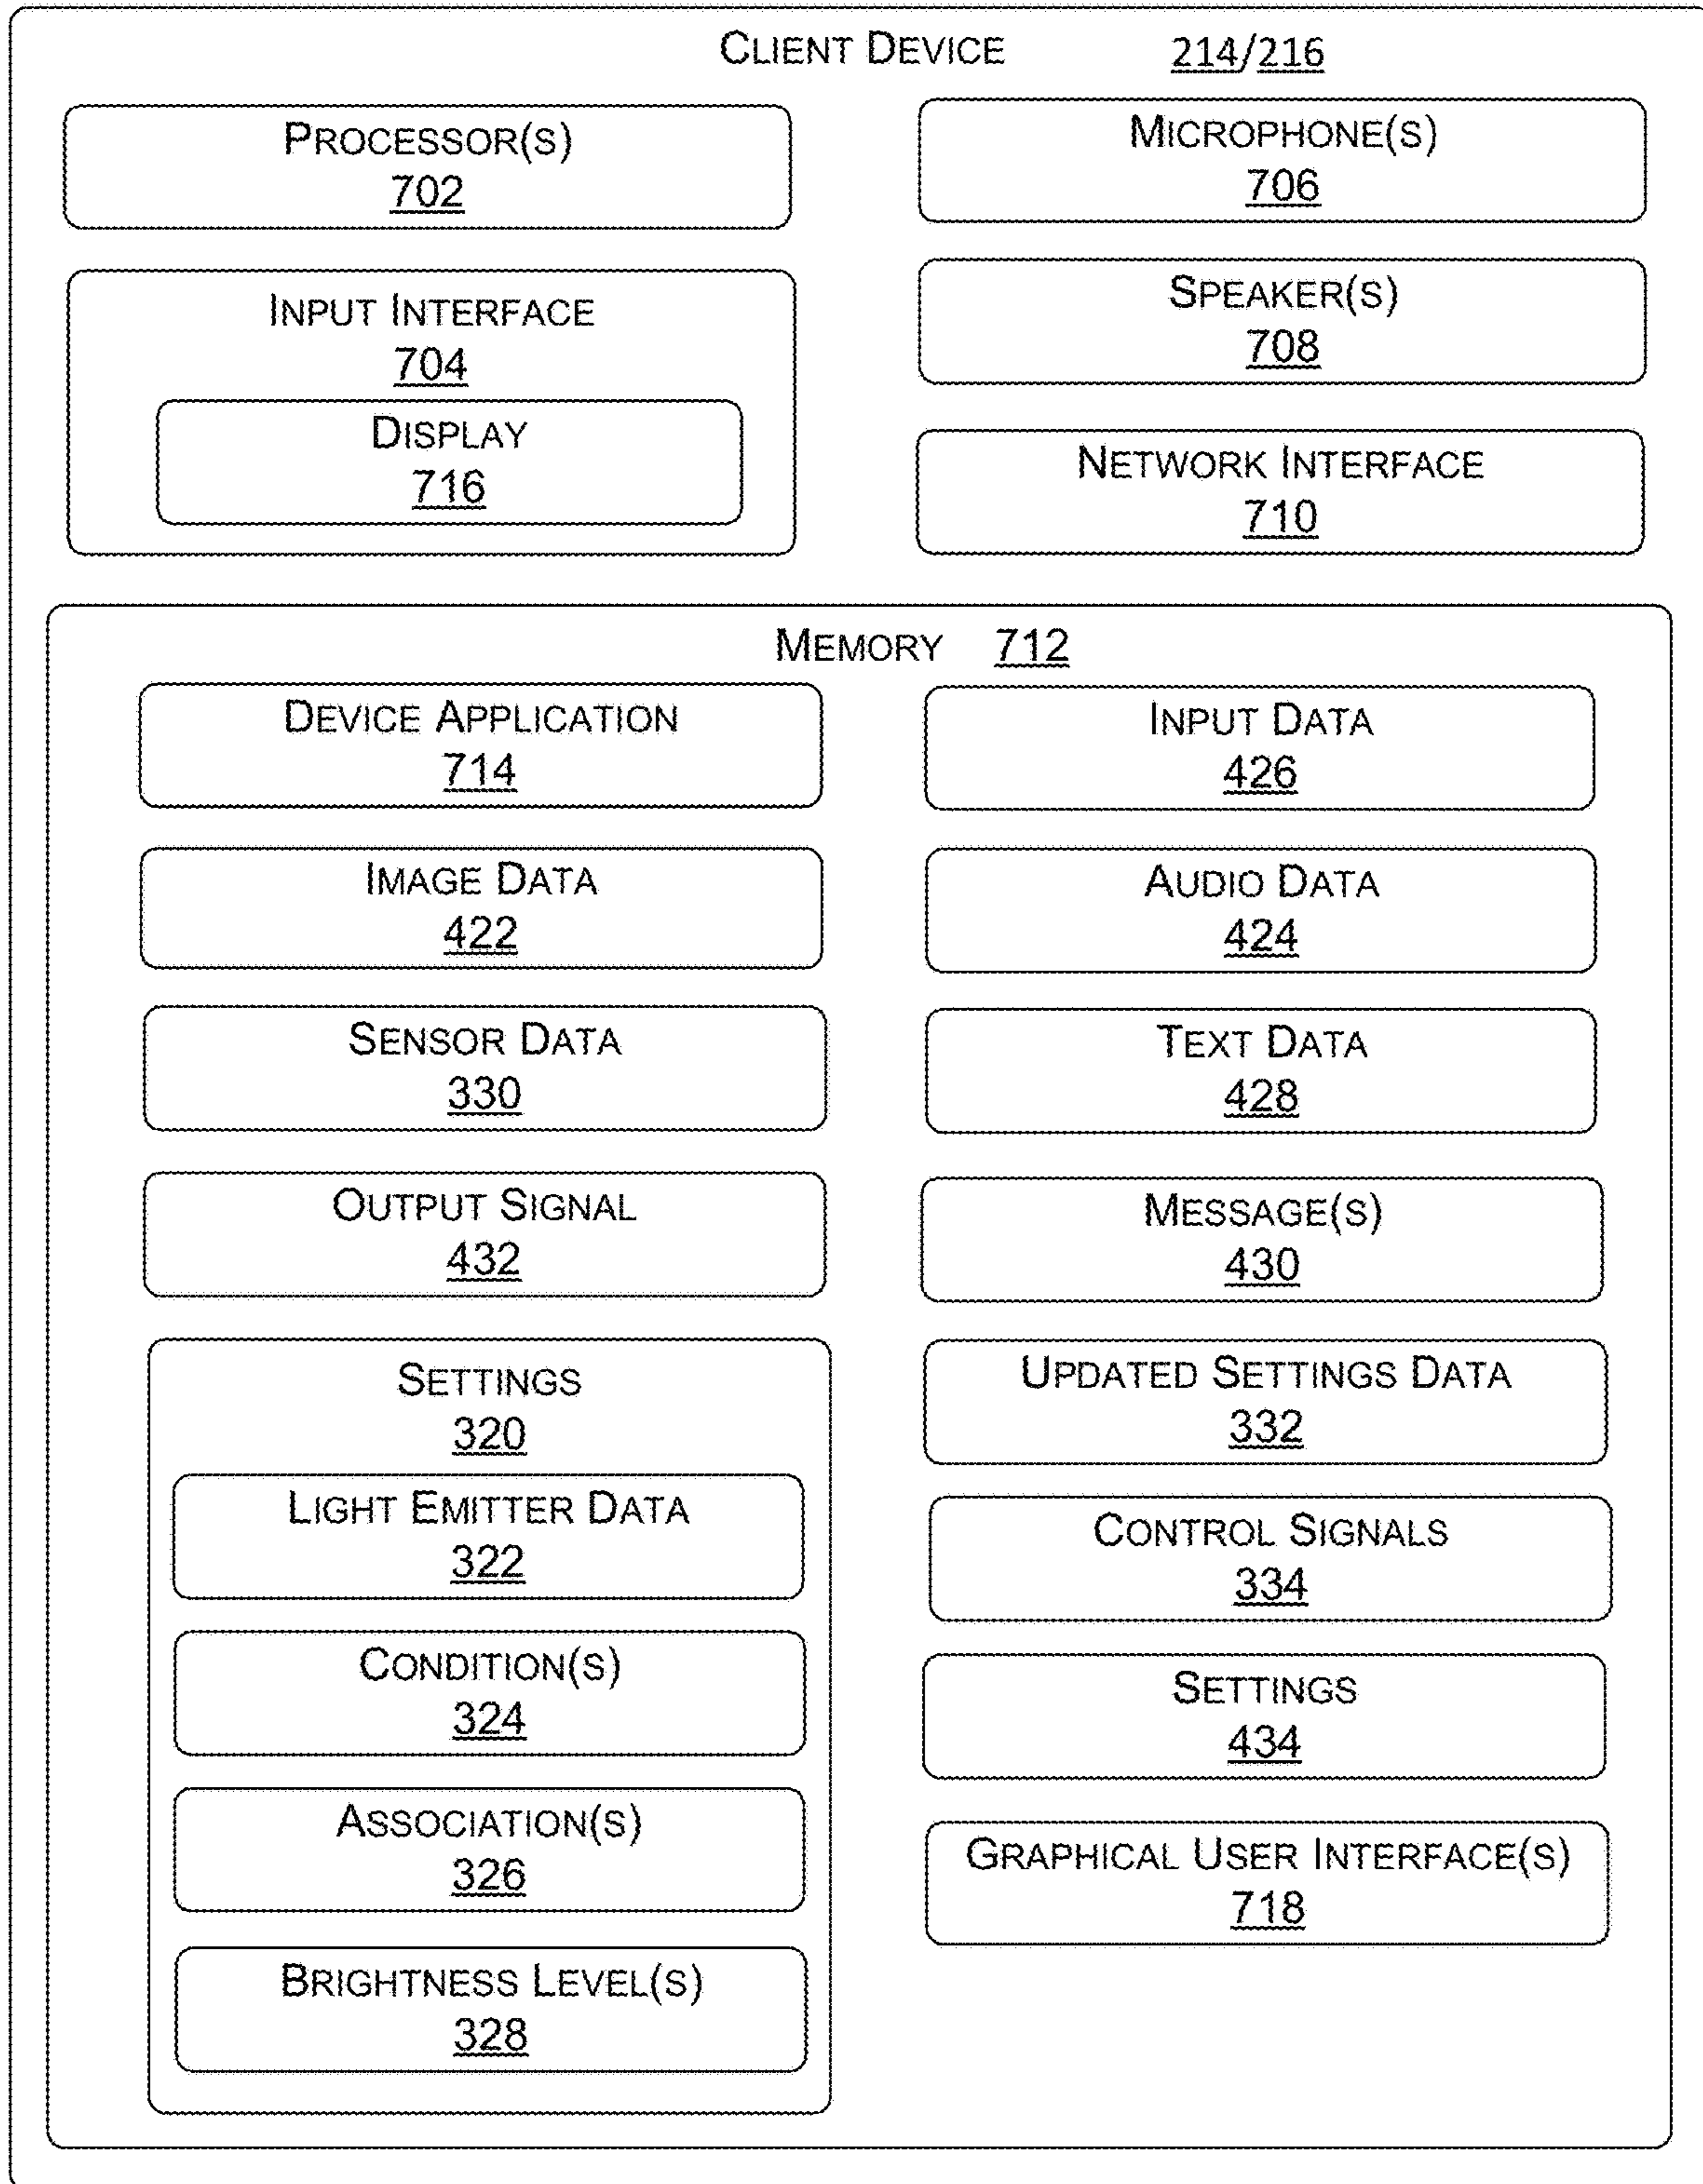 CLIENT DEVICE 214/216
PROCESSOR(S)
702
MICROPHONE(S)
706
INPUT INTERFACE
704
DISPLAY
716
SPEAKER(S)
708
NETWORK INTERFACE
710
MEMORY 712
DEVICE APPLICATION
714
INPUT DATA
426
IMAGE DATA
422
AUDIO DATA
424
SENSOR DATA
330
TEXT DATA
428
OUTPUT SIGNAL
432
MESSAGE(S)
430
SETTINGS
320
LIGHT EMITTER DATA
322
CONDITION(S)
324
ASSOCIATION(S)
326
BRIGHTNESS LEVEL(S)
328
UPDATED SETTINGS DATA
332
CONTROL SIGNALS
334
SETTINGS
434
GRAPHICAL USER INTERFACE(S)
718